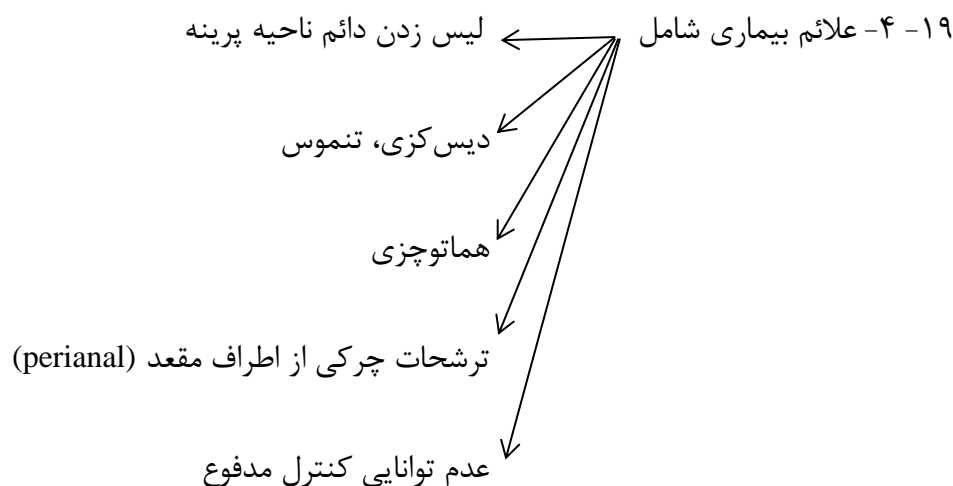 ۱۹- ۴- علائم بیماری شامل لیس زدن دائم ناحیه پرینه
دیس‌کزی، تنموس
هماتوچزی
ترشحات چرکی از اطراف مقعد (perianal)
عدم توانایی کنترل مدفوع